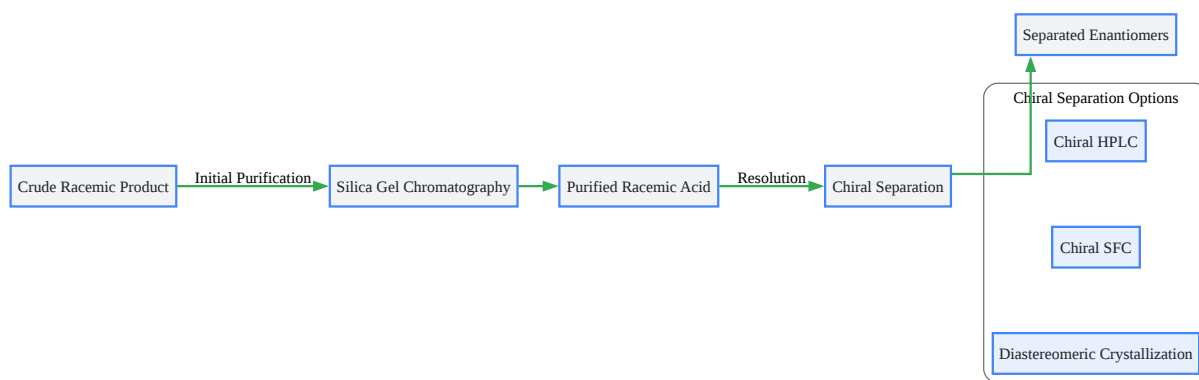 Separated Enantiomers
Chiral Separation Options
Chiral HPLC
Crude Racemic Product
Initial Purification
Silica Gel Chromatography
Purified Racemic Acid
Resolution
Chiral Separation
Chiral SFC
Diastereomeric Crystallization